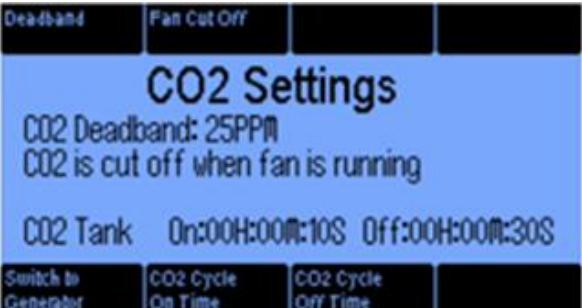 Deadband Fan Cut Off
CO2 Settings
CO2 Deadband: 25PPM
CO2 is cut off when fan is running
CO2 Tank On:00H:00M:10S Off:00H:00M:30S
Switch to CO2 Cycle CO2 Cycle
Generator On Time Off Time